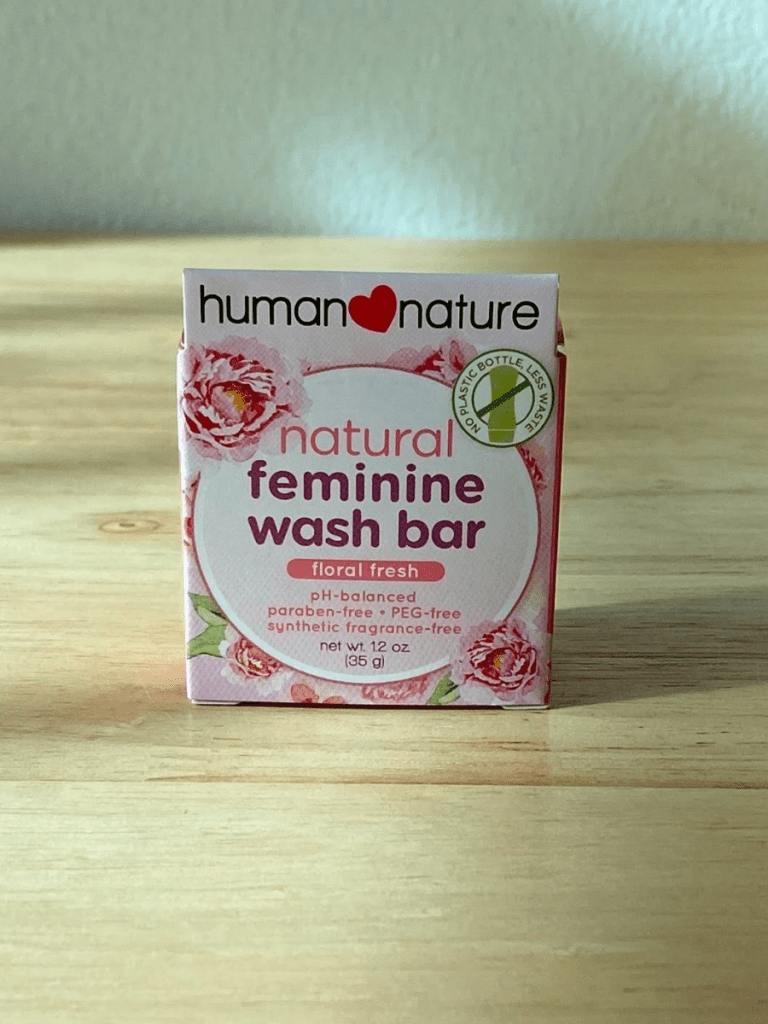 human nature
NO PLASTIC BOTTLE, LESS WASTE
natural
feminine
wash bar
floral fresh
pH-balanced
paraben-free • PEG-free
synthetic fragrance-free
net wt. 1.2 oz.
(35 g)